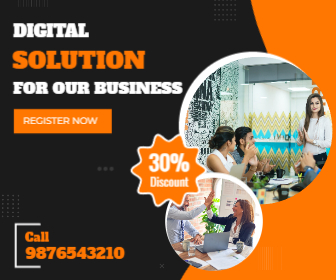 DIGITAL
SOLUTION
FOR OUR BUSINESS
REGISTER NOW
30%
Discount
Call
9876543210